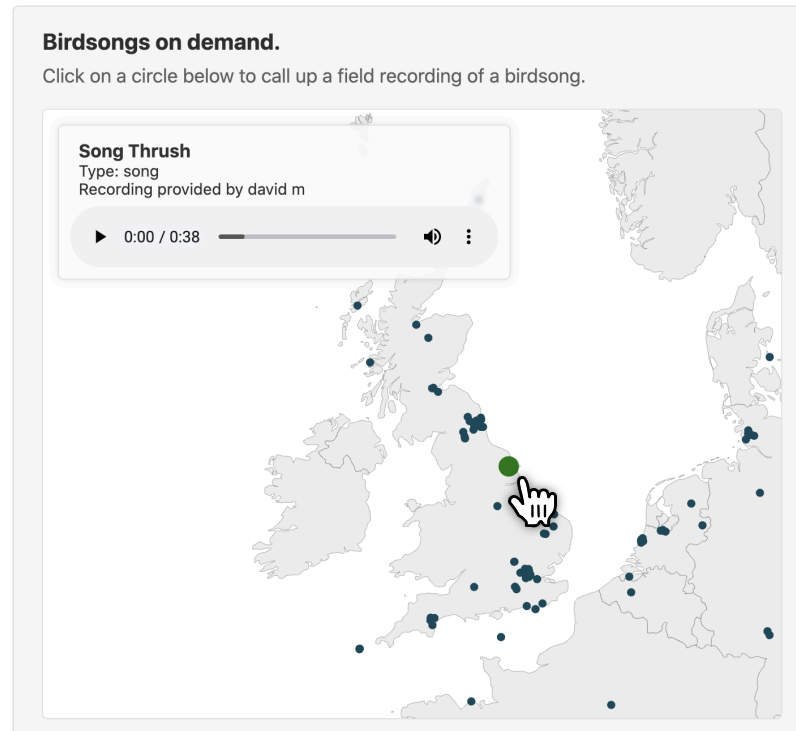 Birdsongs on demand.
Click on a circle below to call up a field recording of a birdsong.
Song Thrush
Type: song
Recording provided by david m
0:00 / 0:38